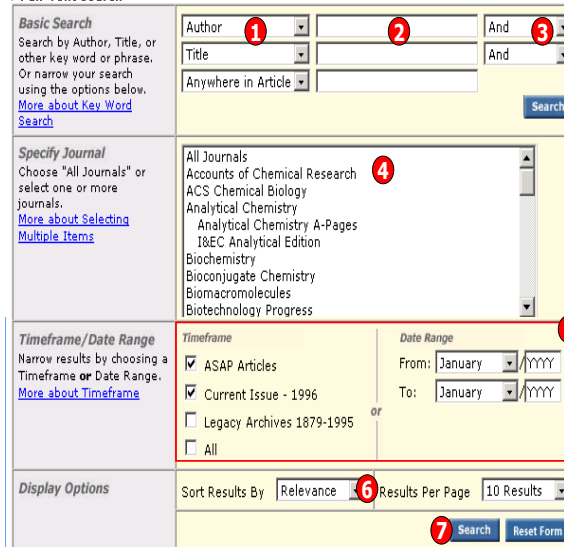 Basic Search
Search by Author, Title, or
other key word or phrase.
Or narrow your search
using the options below.
More about Key Word
Search
Author 1 2 And 3
Title And
Anywhere in Article
Search
Specify Journal
Choose "All Journals" or
select one or more
journals.
More about Selecting
Multiple Items
All Journals
Accounts of Chemical Research 4
ACS Chemical Biology
Analytical Chemistry
Analytical Chemistry A-Pages
I&EC Analytical Edition
Biochemistry
Bioconjugate Chemistry
Biomacromolecules
Biotechnology Progress
Timeframe/Date Range
Narrow results by choosing a
Timeframe or Date Range.
More about Timeframe
Timeframe
ASAP Articles
Current Issue - 1996
Legacy Archives 1879-1995
All
or
Date Range
From: January /YYYY
To: January /YYYY
Display Options
Sort Results By Relevance 6 Results Per Page 10 Results
7 Search Reset Form